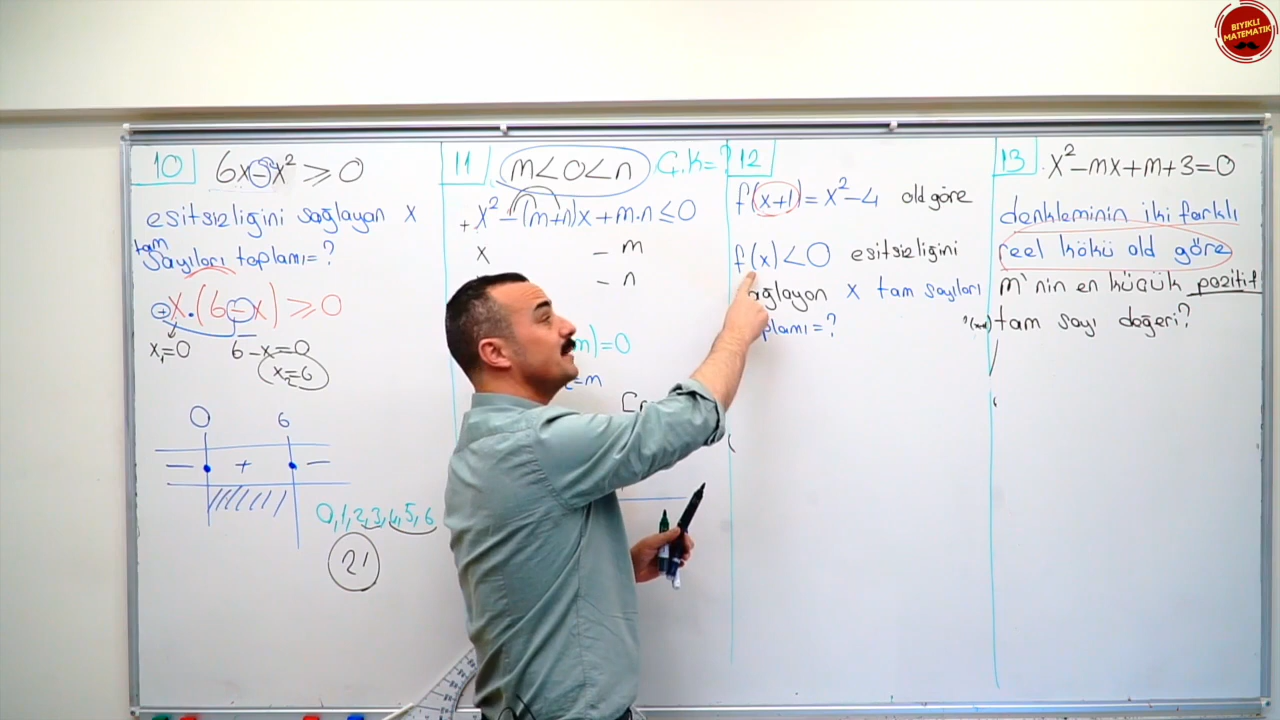 BIYIKLI
MATEMATİK
10
6x-x² ⩾ 0
eşitsizliğini sağlayan x
tam
sayıları toplamı=?
+x.(6-x) ⩾ 0
x₁=0
6-x=0
x₂=6
0 6
- + -
0,1,2,3,4,5,6
21
11
m<0<n
Ç.K=?
+x²-(m+n)x+m.n≤0
x -m
-n
m)=0
=m
12
f(x+1)=x²-4 old göre
f(x)<0 eşitsizliğini
ağlayan x tam sayıları
plamı=?
13
x²-mx+m+3=0
denkleminin iki farklı
reel kökü old göre
m'nin en küçük pozitif
tam sayı değeri?